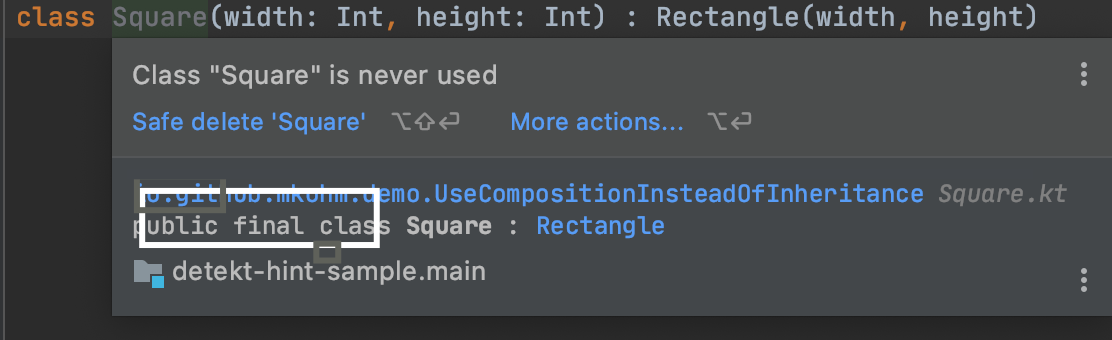 class Square(width: Int, height: Int) : Rectangle(width, height)
Class "Square" is never used
Safe delete 'Square' ⌥⇧⏎ More actions... ⌥⏎
io.github.mkohm.demo.UseCompositionInsteadOfInheritance Square.kt
public final class Square : Rectangle
detekt-hint-sample.main